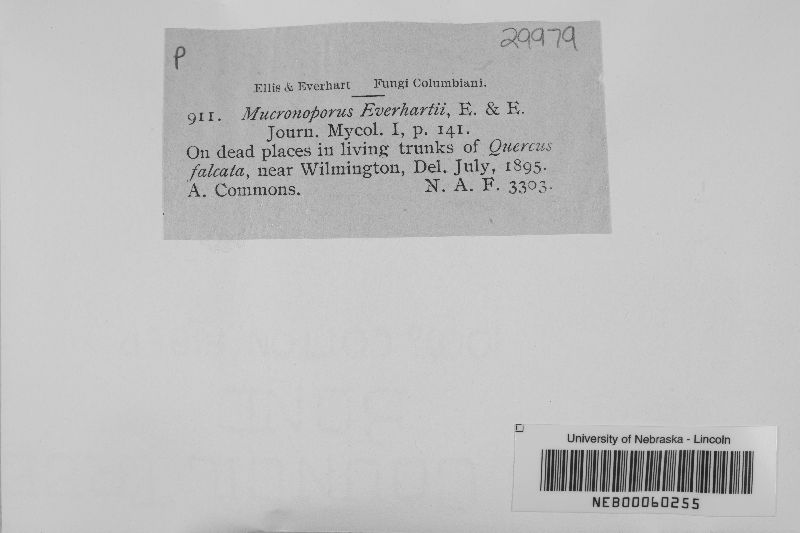 P
29979
Ellis & Everhart   Fungi Columbiani.
911. Mucronoporus Everhartii, E. & E.
Journ. Mycol. I, p. 141.
On dead places in living trunks of Quercus
falcata, near Wilmington, Del. July, 1895.
A. Commons. N. A. F. 3303.
University of Nebraska - Lincoln
NEB00060255